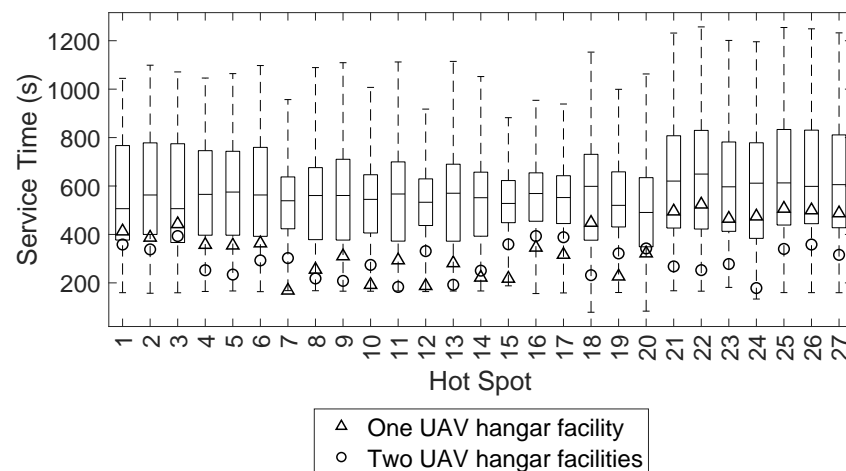 1200
1000
800
600
400
200
Service Time (s)
1 2 3 4 5 6 7 8 9 10 11 12 13 14 15 16 17 18 19 20 21 22 23 24 25 26 27
Hot Spot
One UAV hangar facility
Two UAV hangar facilities